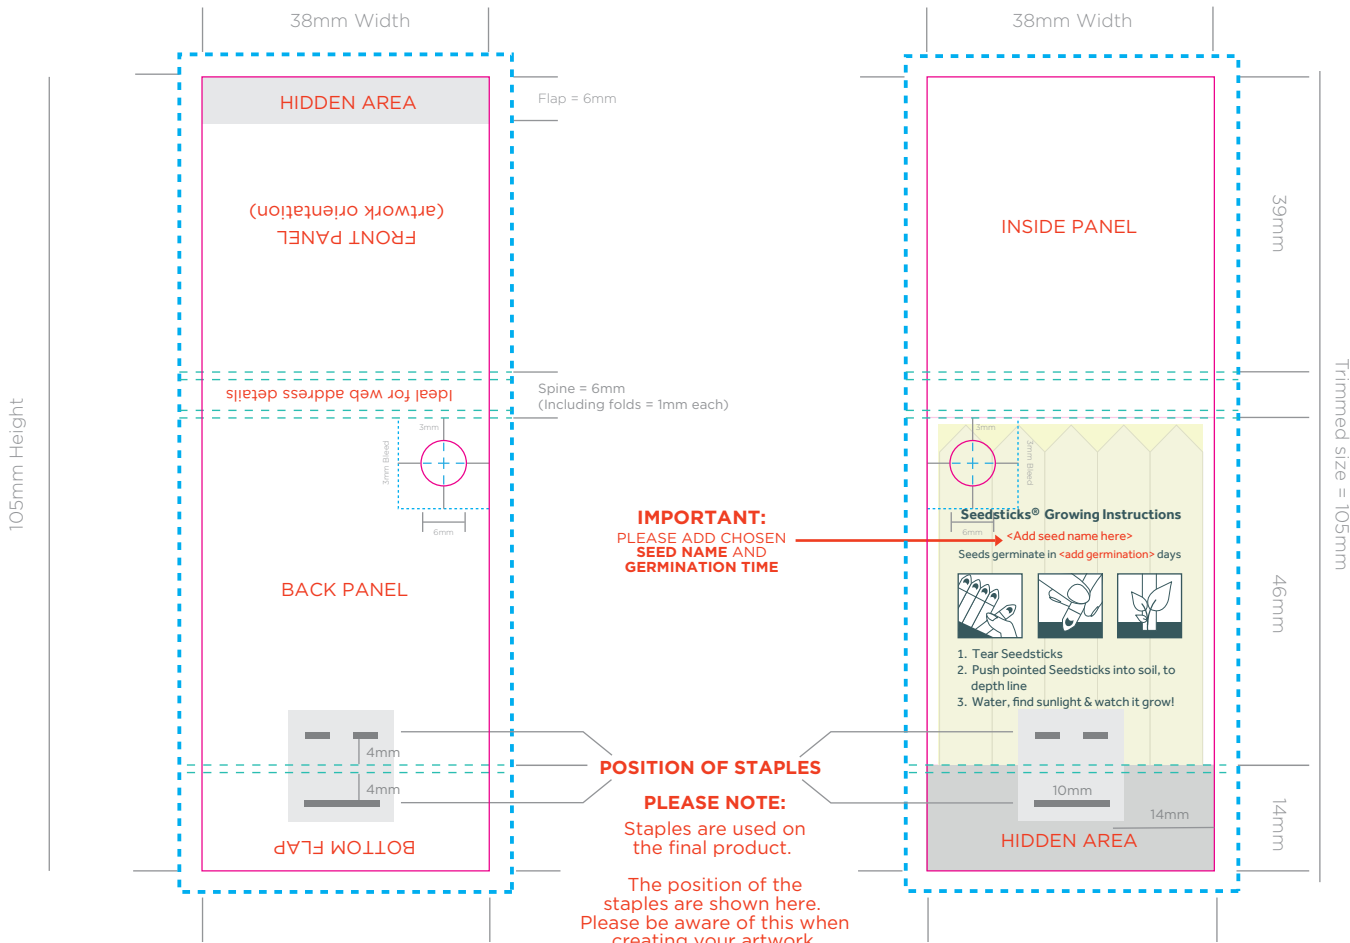 38mm Width
38mm Width
HIDDEN AREA
Flap = 6mm
FRONT PANEL
(artwork orientation)
INSIDE PANEL
39mm
Ideal for web address details
Spine = 6mm
(Including folds = 1mm each)
105mm Height
Trimmed size = 105mm
3mm
3mm Bleed
6mm
3mm
3mm Bleed
6mm
IMPORTANT:
PLEASE ADD CHOSEN
SEED NAME AND
GERMINATION TIME
Seedsticks® Growing Instructions
<Add seed name here>
Seeds germinate in <add germination> days
BACK PANEL
46mm
1. Tear Seedsticks
2. Push pointed Seedsticks into soil, to
depth line
3. Water, find sunlight & watch it grow!
4mm
4mm
POSITION OF STAPLES
PLEASE NOTE:
Staples are used on
the final product.
The position of the
staples are shown here.
Please be aware of this when
creating your artwork
10mm
14mm
14mm
HIDDEN AREA
BOTTOM FLAP